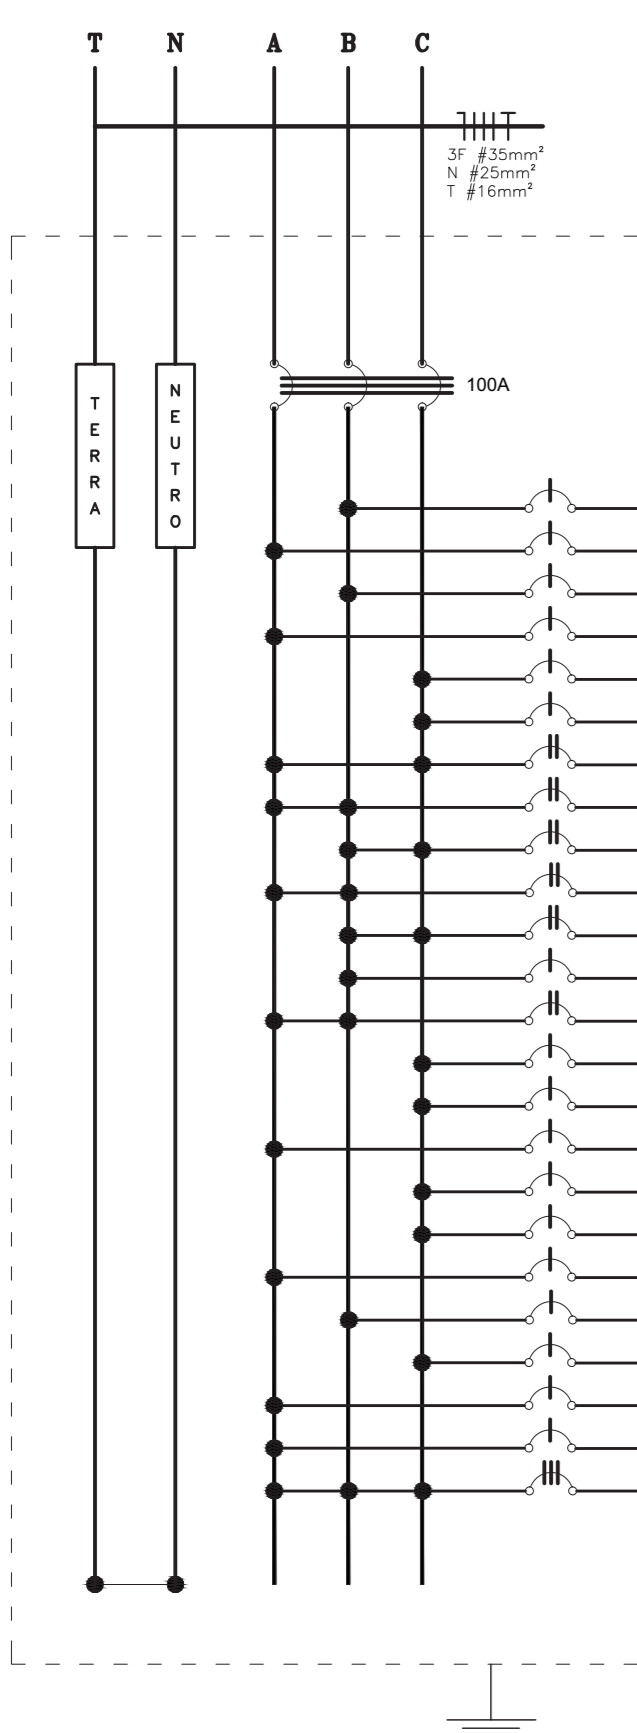 T N A B C
3F #35mm²
N #25mm²
T #16mm²
100A
TERRA
NEUTRO